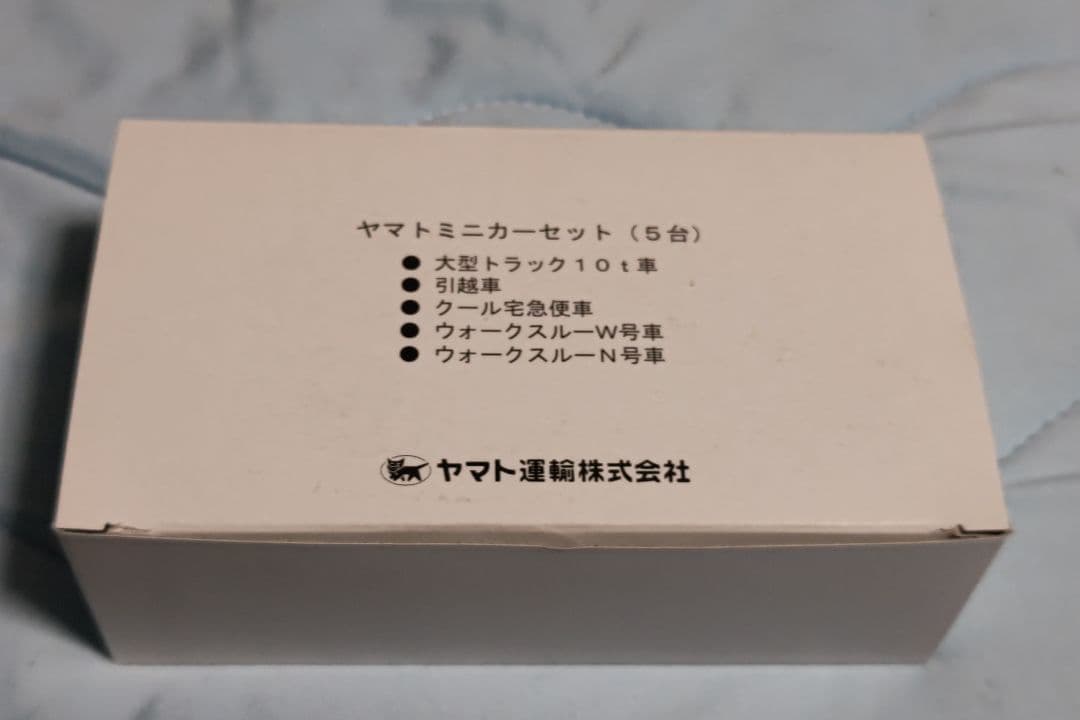 ヤマトミニカーセット（５台）
● 大型トラック１０ｔ車
● 引越車
● クール宅急便車
● ウォークスルーＷ号車
● ウォークスルーＮ号車
ヤマト運輸株式会社